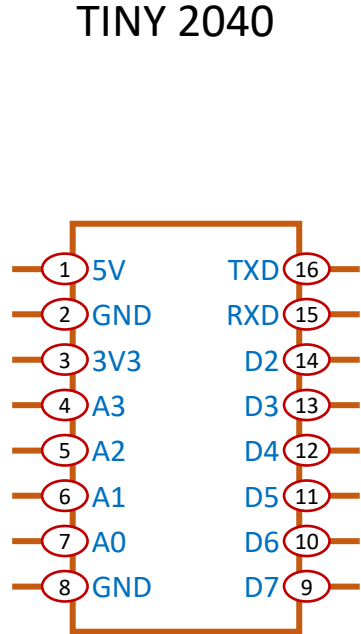 TINY 2040
1 5V TXD 16
2 GND RXD 15
3 3V3 D2 14
4 A3 D3 13
5 A2 D4 12
6 A1 D5 11
7 A0 D6 10
8 GND D7 9